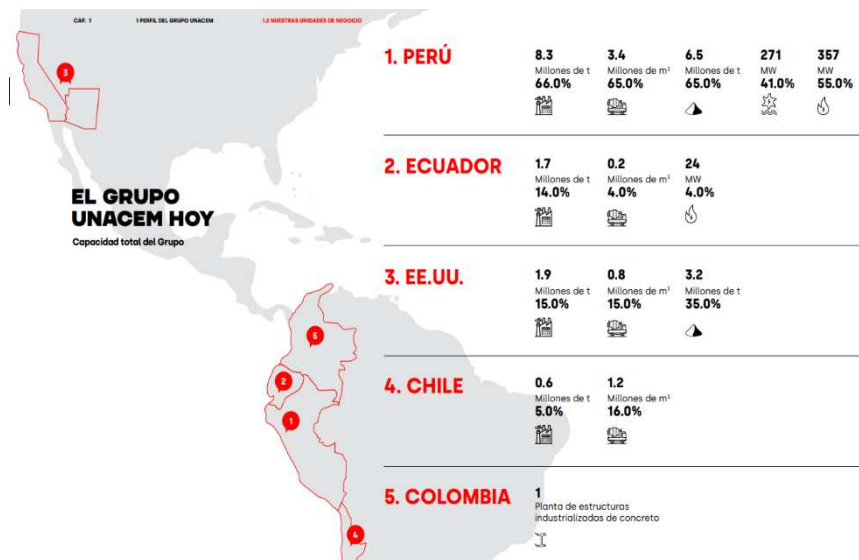 CAP. 1 1 PERFIL DEL GRUPO UNACEM 1.2 NUESTRAS UNIDADES DE NEGOCIO
3
EL GRUPO
UNACEM HOY
Capacidad total del Grupo
5
2
1
4
1. PERÚ
8.3 3.4 6.5 271 357
Millones de t Millones de m³ Millones de t MW MW
66.0% 65.0% 65.0% 41.0% 55.0%
2. ECUADOR
1.7 0.2 24
Millones de t Millones de m³ MW
14.0% 4.0% 4.0%
3. EE.UU.
1.9 0.8 3.2
Millones de t Millones de m³ Millones de t
15.0% 15.0% 35.0%
4. CHILE
0.6 1.2
Millones de t Millones de m³
5.0% 16.0%
5. COLOMBIA
1
Planta de estructuras
industrializadas de concreto